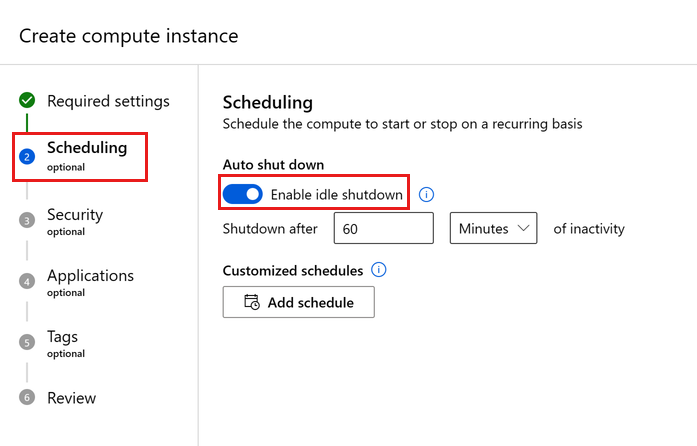 Create compute instance
Required settings
2
Scheduling
optional
3
Security
optional
4
Applications
optional
5
Tags
optional
6
Review
Scheduling
Schedule the compute to start or stop on a recurring basis
Auto shut down
Enable idle shutdown
Shutdown after 60 Minutes of inactivity
Customized schedules
Add schedule